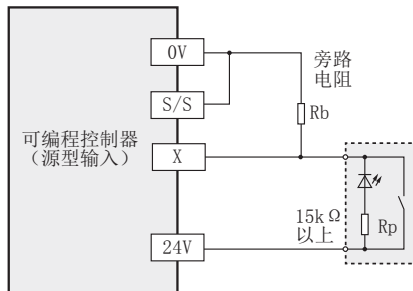 0V
旁路
电阻
S/S
Rb
可编程控制器
（源型输入）
X
15kΩ
以上
Rp
24V